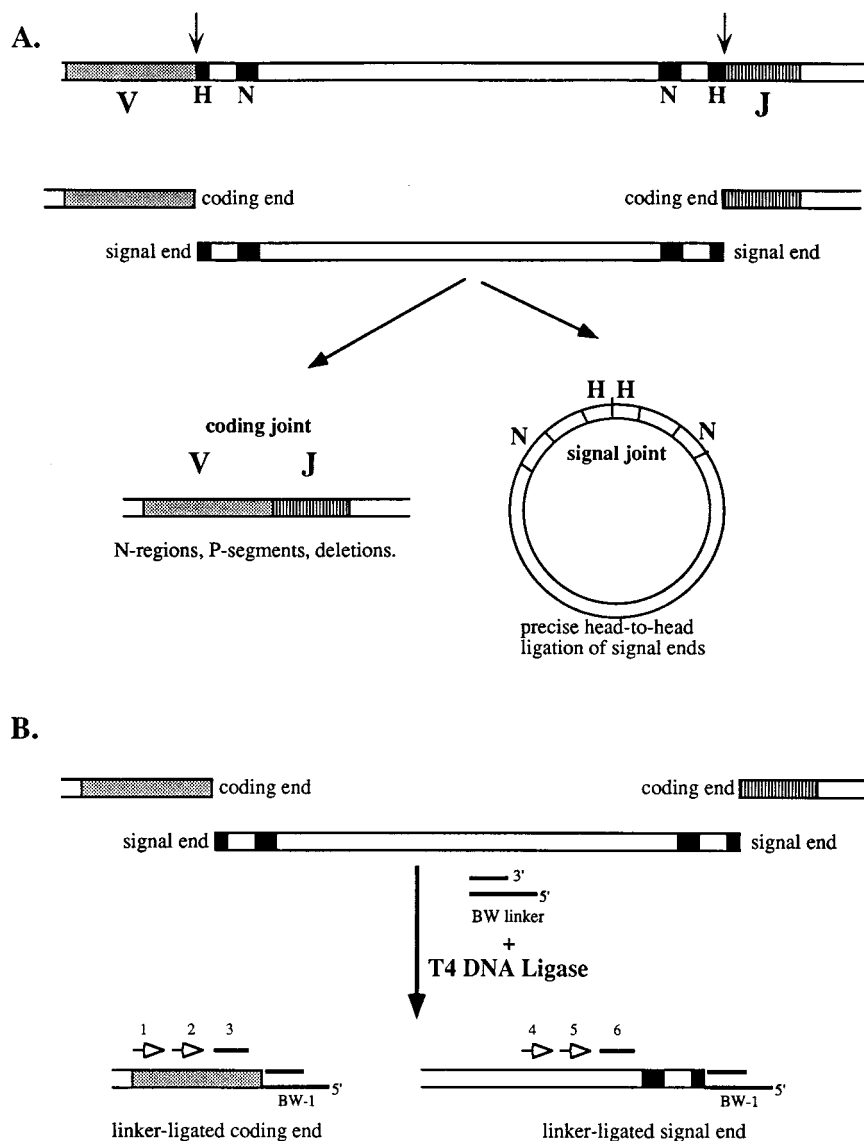 A.
V H N N H J
coding end coding end
signal end signal end
coding joint
V J
N-regions, P-segments, deletions.
H H
N N
signal joint
precise head-to-head
ligation of signal ends
B.
coding end coding end
signal end signal end
3'
5'
BW linker
+
T4 DNA Ligase
1 2 3
5'
BW-1
linker-ligated coding end
4 5 6
5'
BW-1
linker-ligated signal end